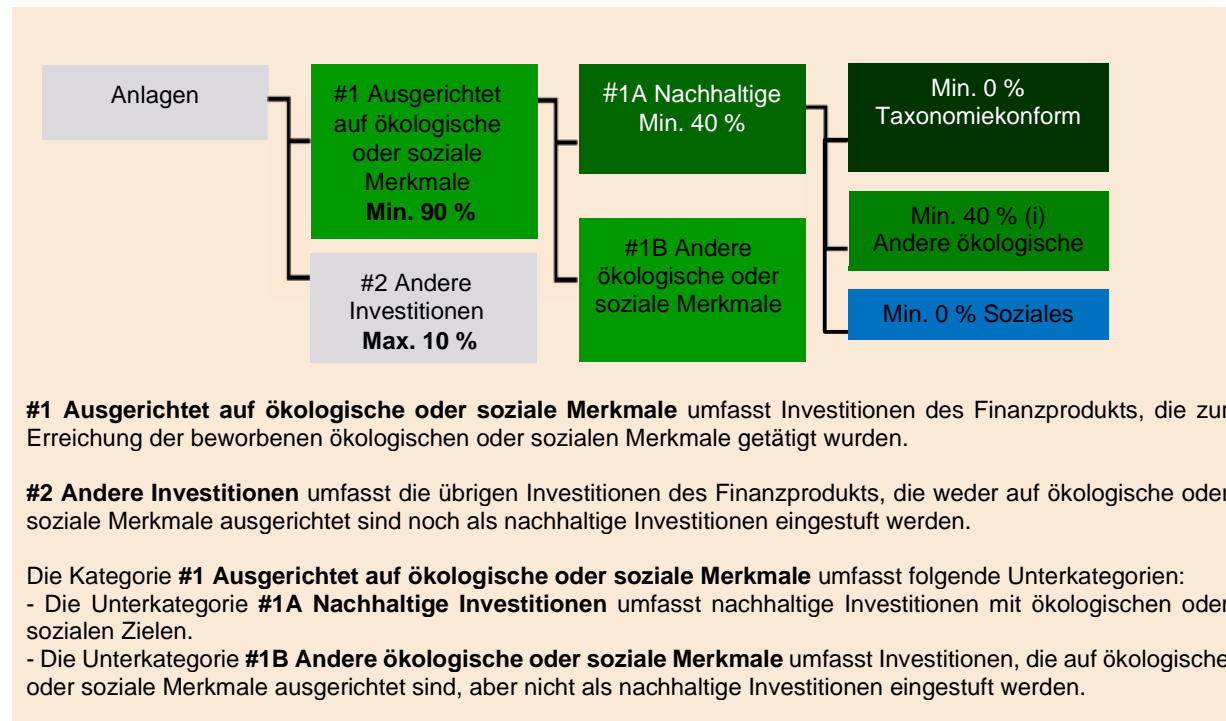 Anlagen
#1 Ausgerichtet
auf ökologische
oder soziale
Merkmale
Min. 90 %
#2 Andere
Investitionen
Max. 10 %
#1A Nachhaltige
Min. 40 %
#1B Andere
ökologische oder
soziale Merkmale
Min. 0 %
Taxonomiekonform
Min. 40 % (i)
Andere ökologische
Min. 0 % Soziales
#1 Ausgerichtet auf ökologische oder soziale Merkmale umfasst Investitionen des Finanzprodukts, die zur
Erreichung der beworbenen ökologischen oder sozialen Merkmale getätigt wurden.
#2 Andere Investitionen umfasst die übrigen Investitionen des Finanzprodukts, die weder auf ökologische oder
soziale Merkmale ausgerichtet sind noch als nachhaltige Investitionen eingestuft werden.
Die Kategorie #1 Ausgerichtet auf ökologische oder soziale Merkmale umfasst folgende Unterkategorien:
- Die Unterkategorie #1A Nachhaltige Investitionen umfasst nachhaltige Investitionen mit ökologischen oder
sozialen Zielen.
- Die Unterkategorie #1B Andere ökologische oder soziale Merkmale umfasst Investitionen, die auf ökologische
oder soziale Merkmale ausgerichtet sind, aber nicht als nachhaltige Investitionen eingestuft werden.